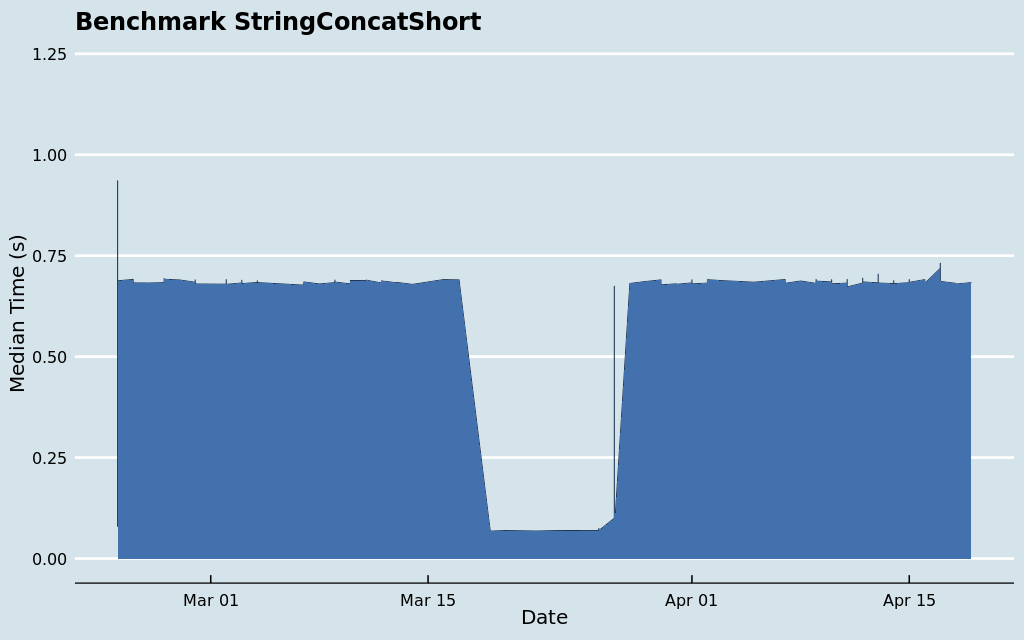 Benchmark StringConcatShort
1.25
1.00
0.75
0.50
0.25
0.00
Median Time (s)
Mar 01 Mar 15 Apr 01 Apr 15
Date